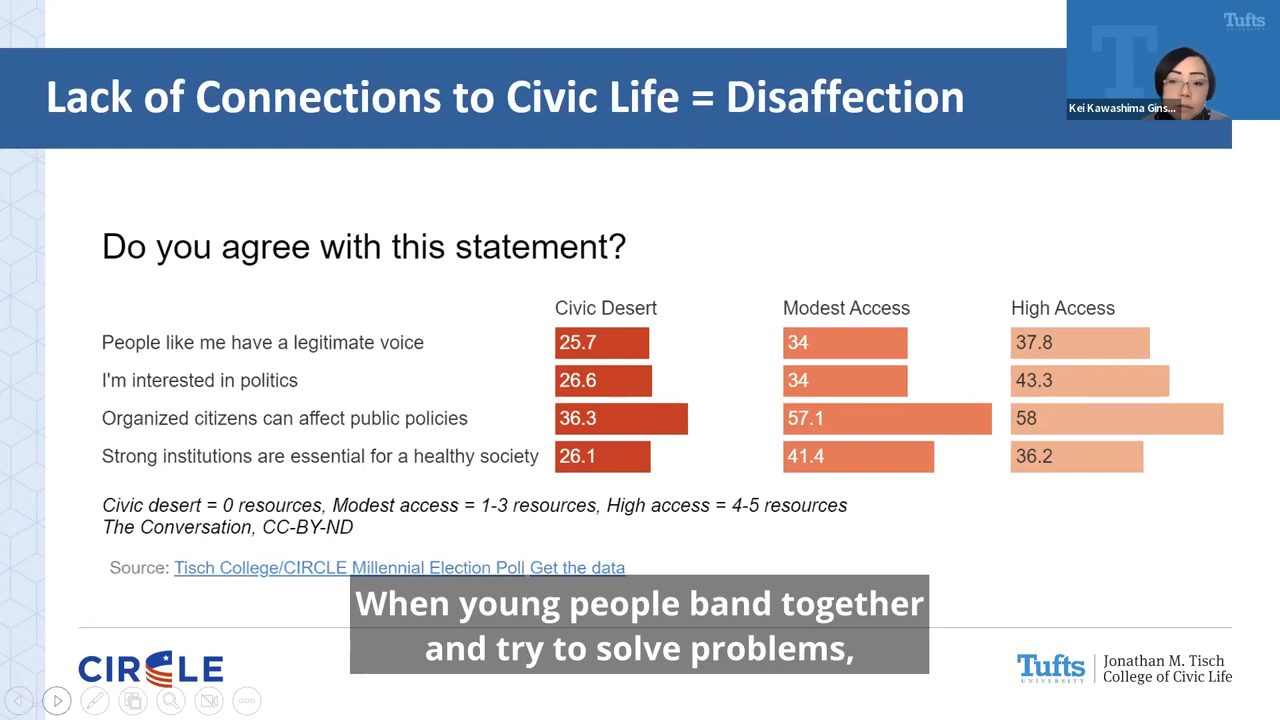 Tufts
UNIVERSITY
T
Kei Kawashima Gins...
Lack of Connections to Civic Life = Disaffection
Do you agree with this statement?
Civic Desert Modest Access High Access
People like me have a legitimate voice 25.7 34 37.8
I'm interested in politics 26.6 34 43.3
Organized citizens can affect public policies 36.3 57.1 58
Strong institutions are essential for a healthy society 26.1 41.4 36.2
Civic desert = 0 resources, Modest access = 1-3 resources, High access = 4-5 resources
The Conversation, CC-BY-ND
Source: Tisch College/CIRCLE Millennial Election Poll Get the data
When young people band together
and try to solve problems,
CIRCLE
Tufts
UNIVERSITY
Jonathan M. Tisch
College of Civic Life